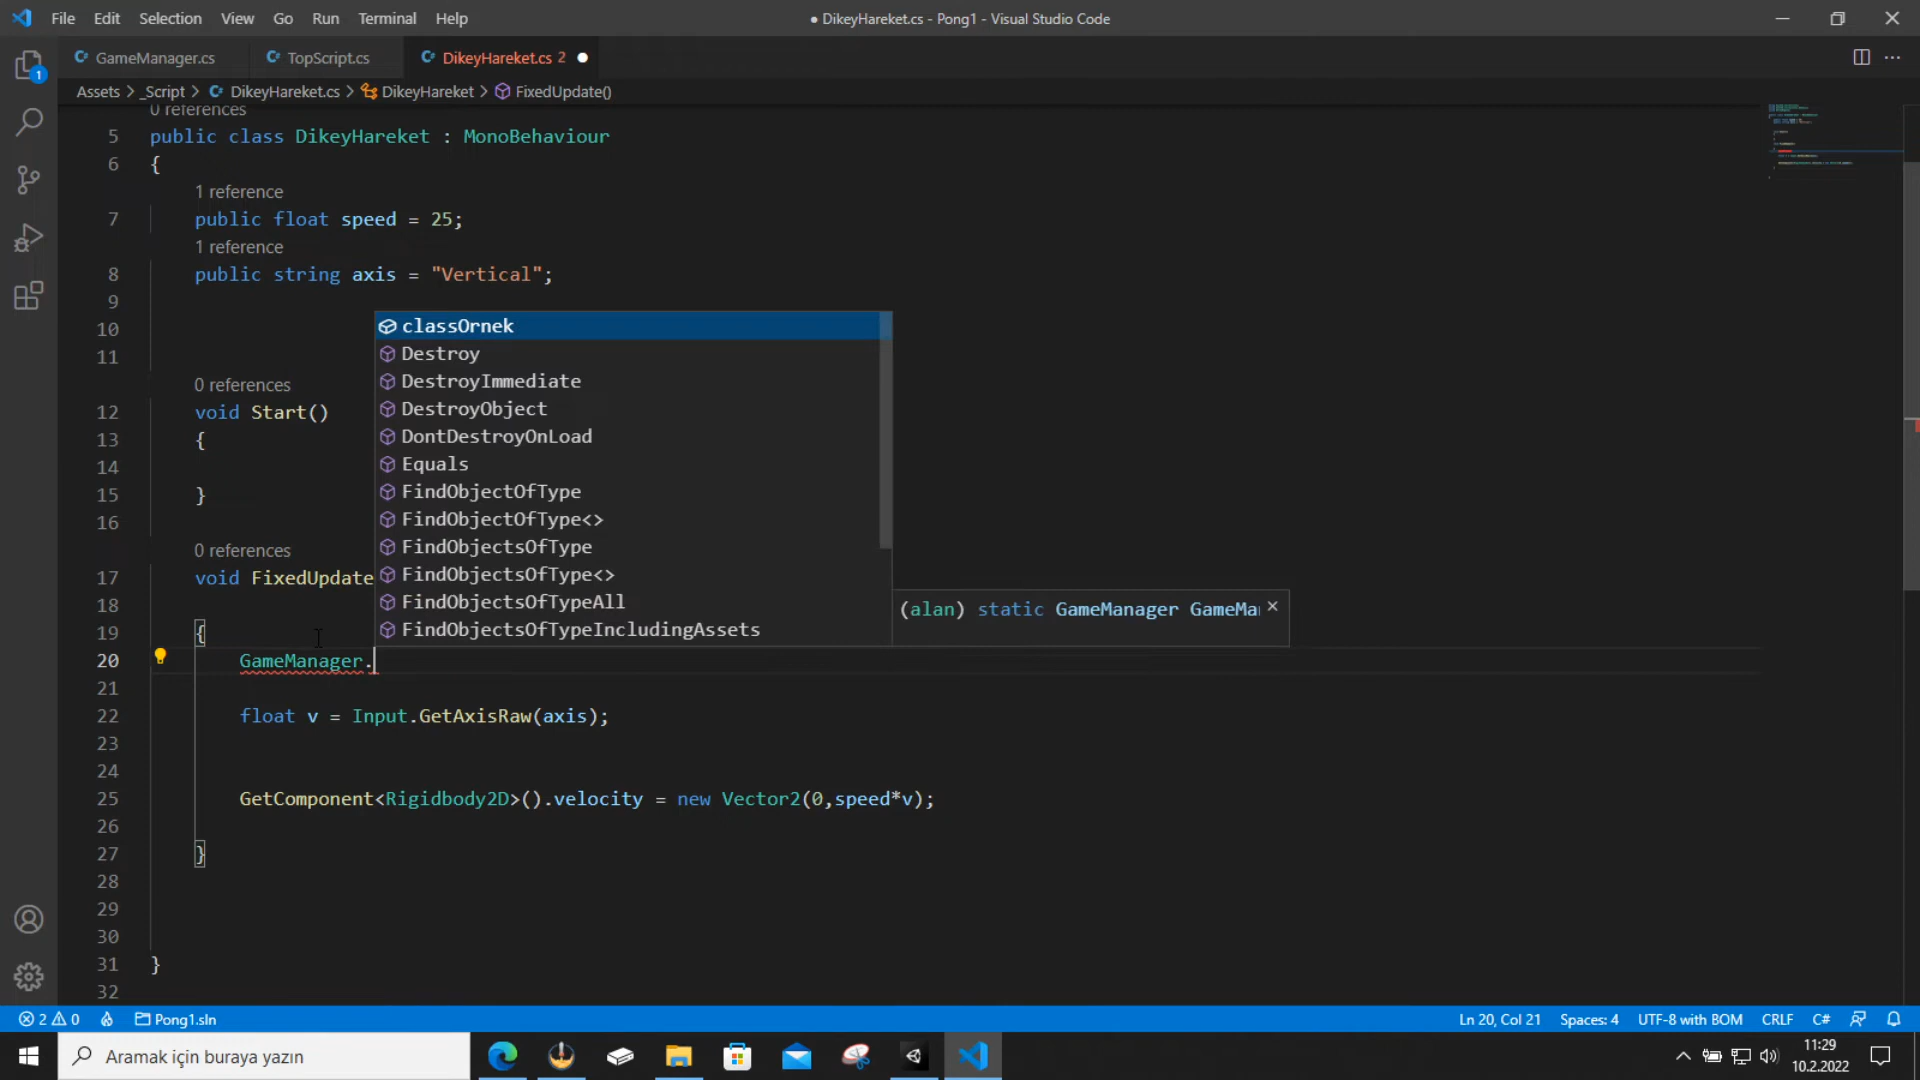 File Edit Selection View Go Run Terminal Help ● DikeyHareket.cs - Pong1 - Visual Studio Code
GameManager.cs TopScript.cs DikeyHareket.cs 2
1
Assets > _Script > DikeyHareket.cs > DikeyHareket > FixedUpdate()
0 references
5 public class DikeyHareket : MonoBehaviour
6 {
1 reference
7 public float speed = 25;
1 reference
8 public string axis = "Vertical";
9
classOrnek
10
Destroy
11
DestroyImmediate
0 references
12 void Start()
DestroyObject
13 {
DontDestroyOnLoad
14
Equals
15 }
FindObjectOfType
16
FindObjectOfType<>
0 references
FindObjectsOfType
17 void FixedUpdate
FindObjectsOfType<>
18
FindObjectsOfTypeAll
(alan) static GameManager GameMa
19 {
FindObjectsOfTypeIncludingAssets
20 GameManager.
21
22 float v = Input.GetAxisRaw(axis);
23
24
25 GetComponent<Rigidbody2D>().velocity = new Vector2(0,speed*v);
26
27 }
28
29
30
31 }
32
2 0 Pong1.sln Ln 20, Col 21 Spaces: 4 UTF-8 with BOM CRLF C#
Aramak için buraya yazın
11:29
10.2.2022